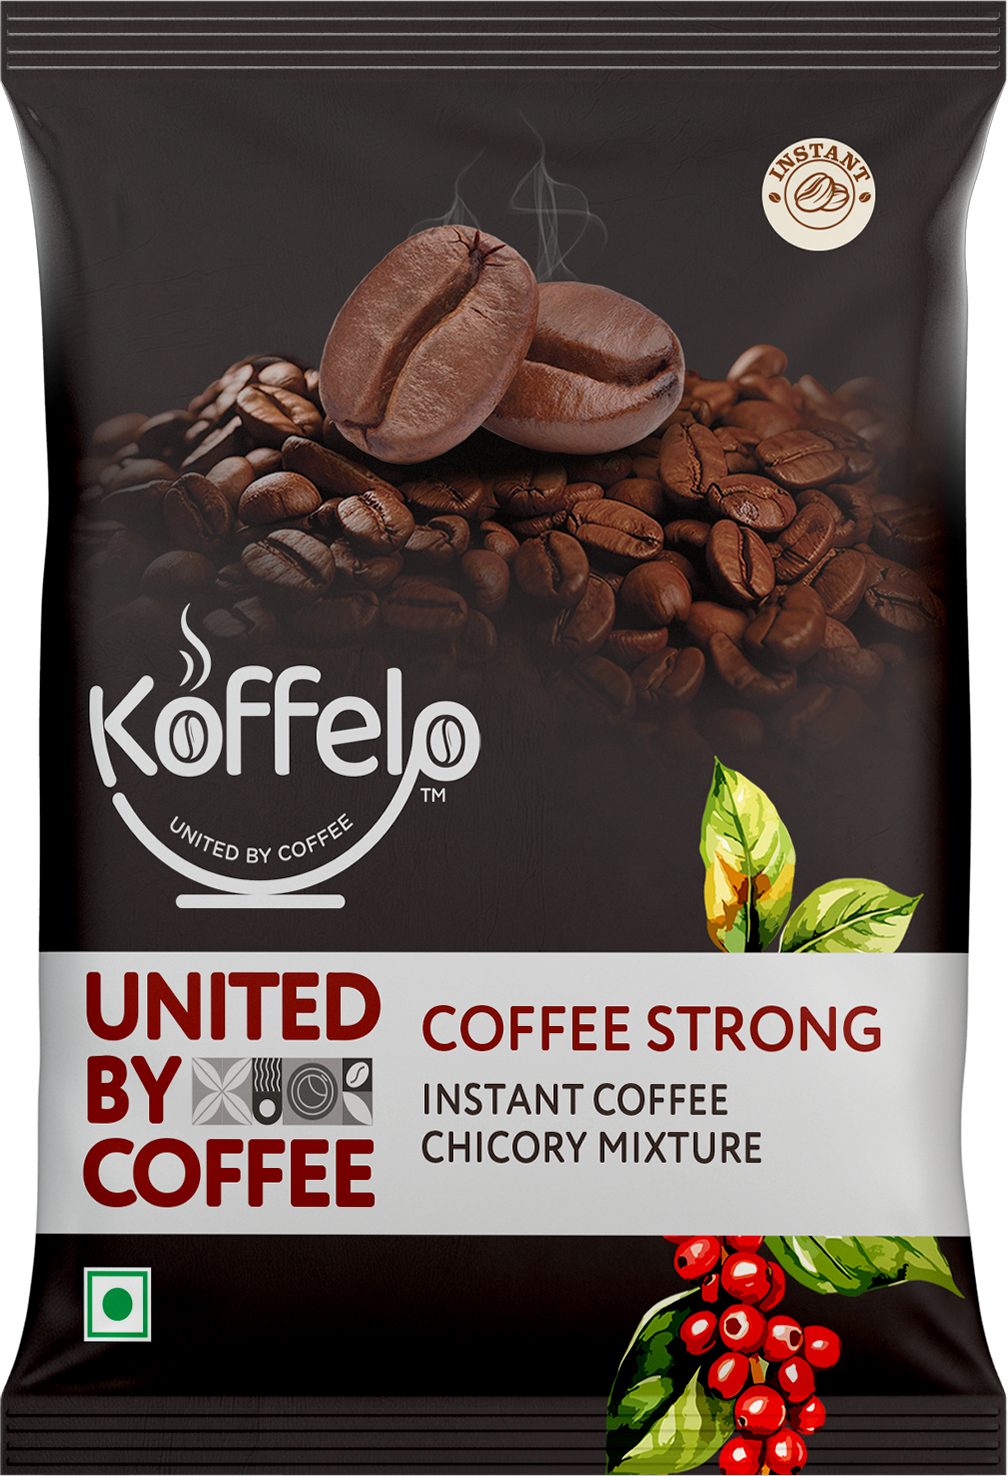 INSTANT
Koffelo
TM
UNITED BY COFFEE
UNITED
BY
COFFEE
COFFEE STRONG
INSTANT COFFEE
CHICORY MIXTURE